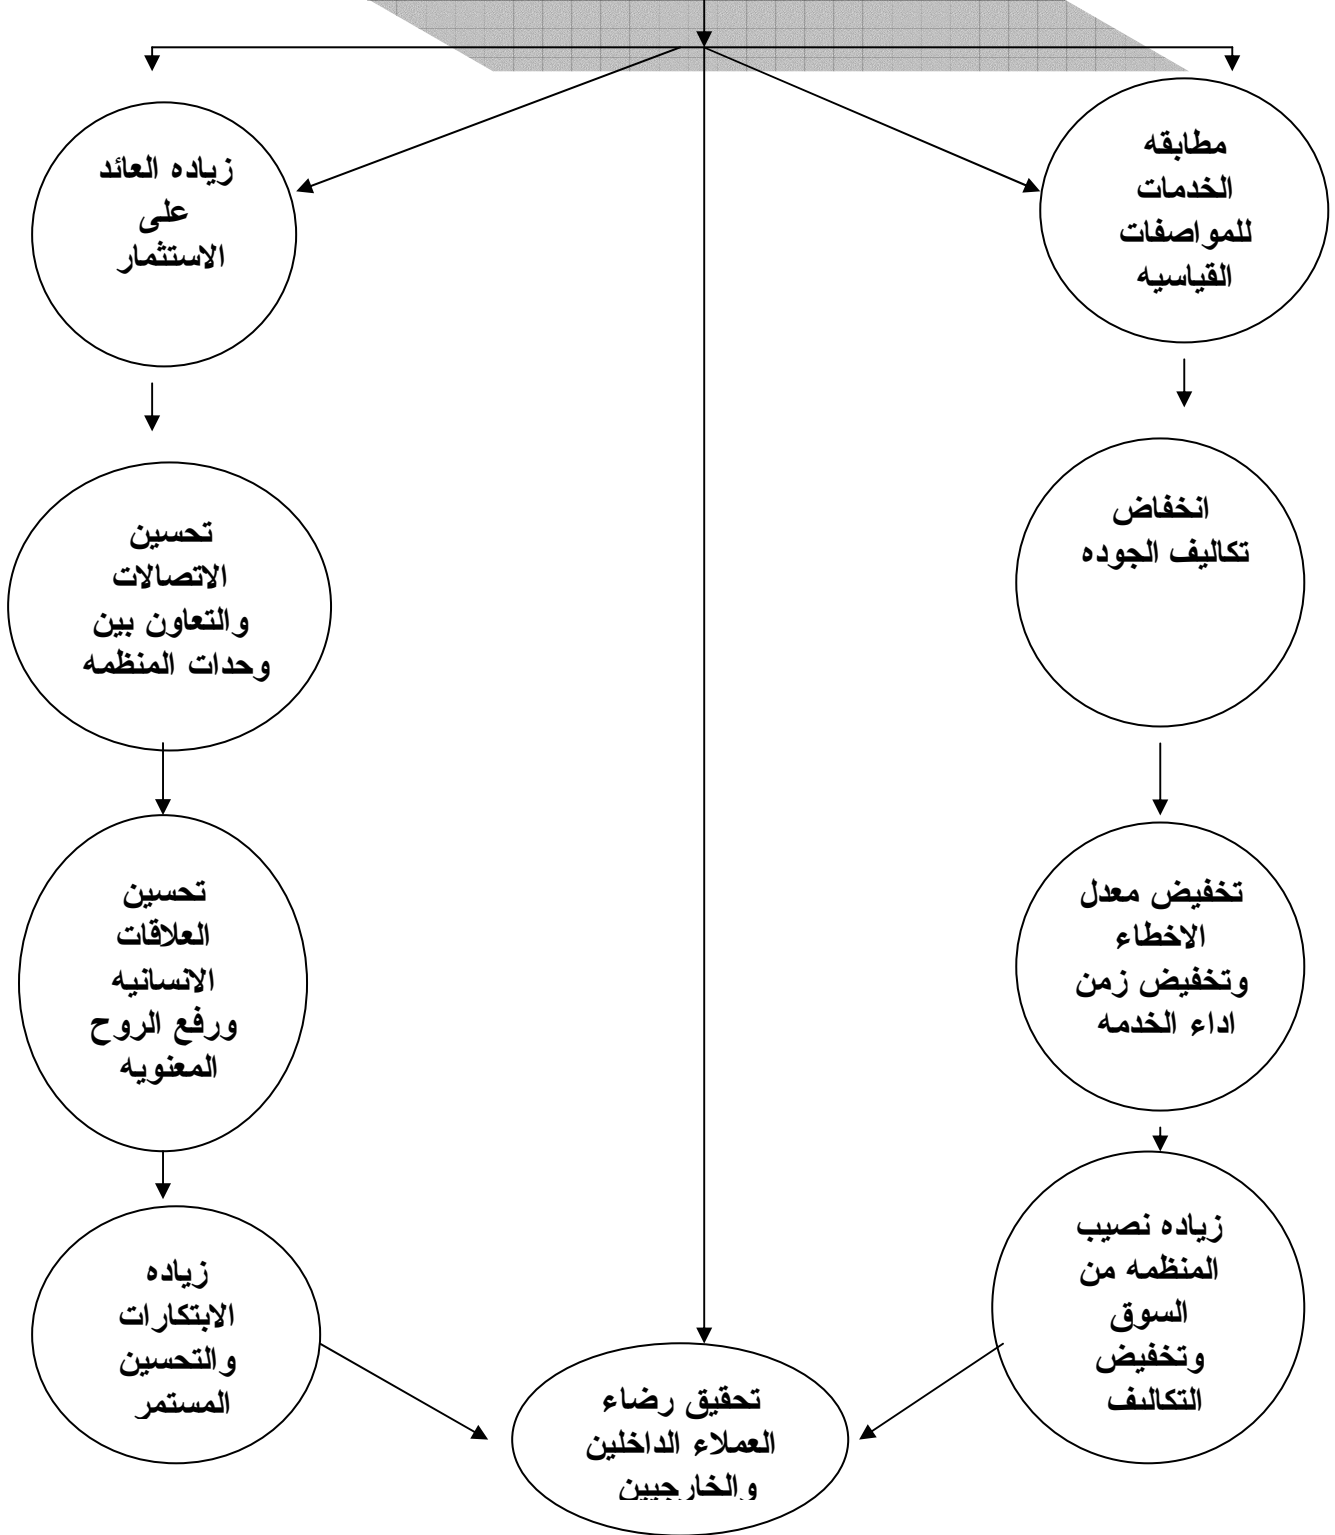 مطابقه
الخدمات
للمواصفات
القياسيه
زياده العائد
على
الاستثمار
انخفاض
تكاليف الجوده
تحسين
الاتصالات
والتعاون بين
وحدات المنظمه
تخفيض معدل
الاخطاء
وتخفيض زمن
اداء الخدمه
تحسين
العلاقات
الانسانيه
ورفع الروح
المعنويه
زياده نصيب
المنظمه من
السوق
وتخفيض
التكاليف
زياده
الابتكارات
والتحسين
المستمر
تحقيق رضاء
العملاء الداخلين
والخارجيين